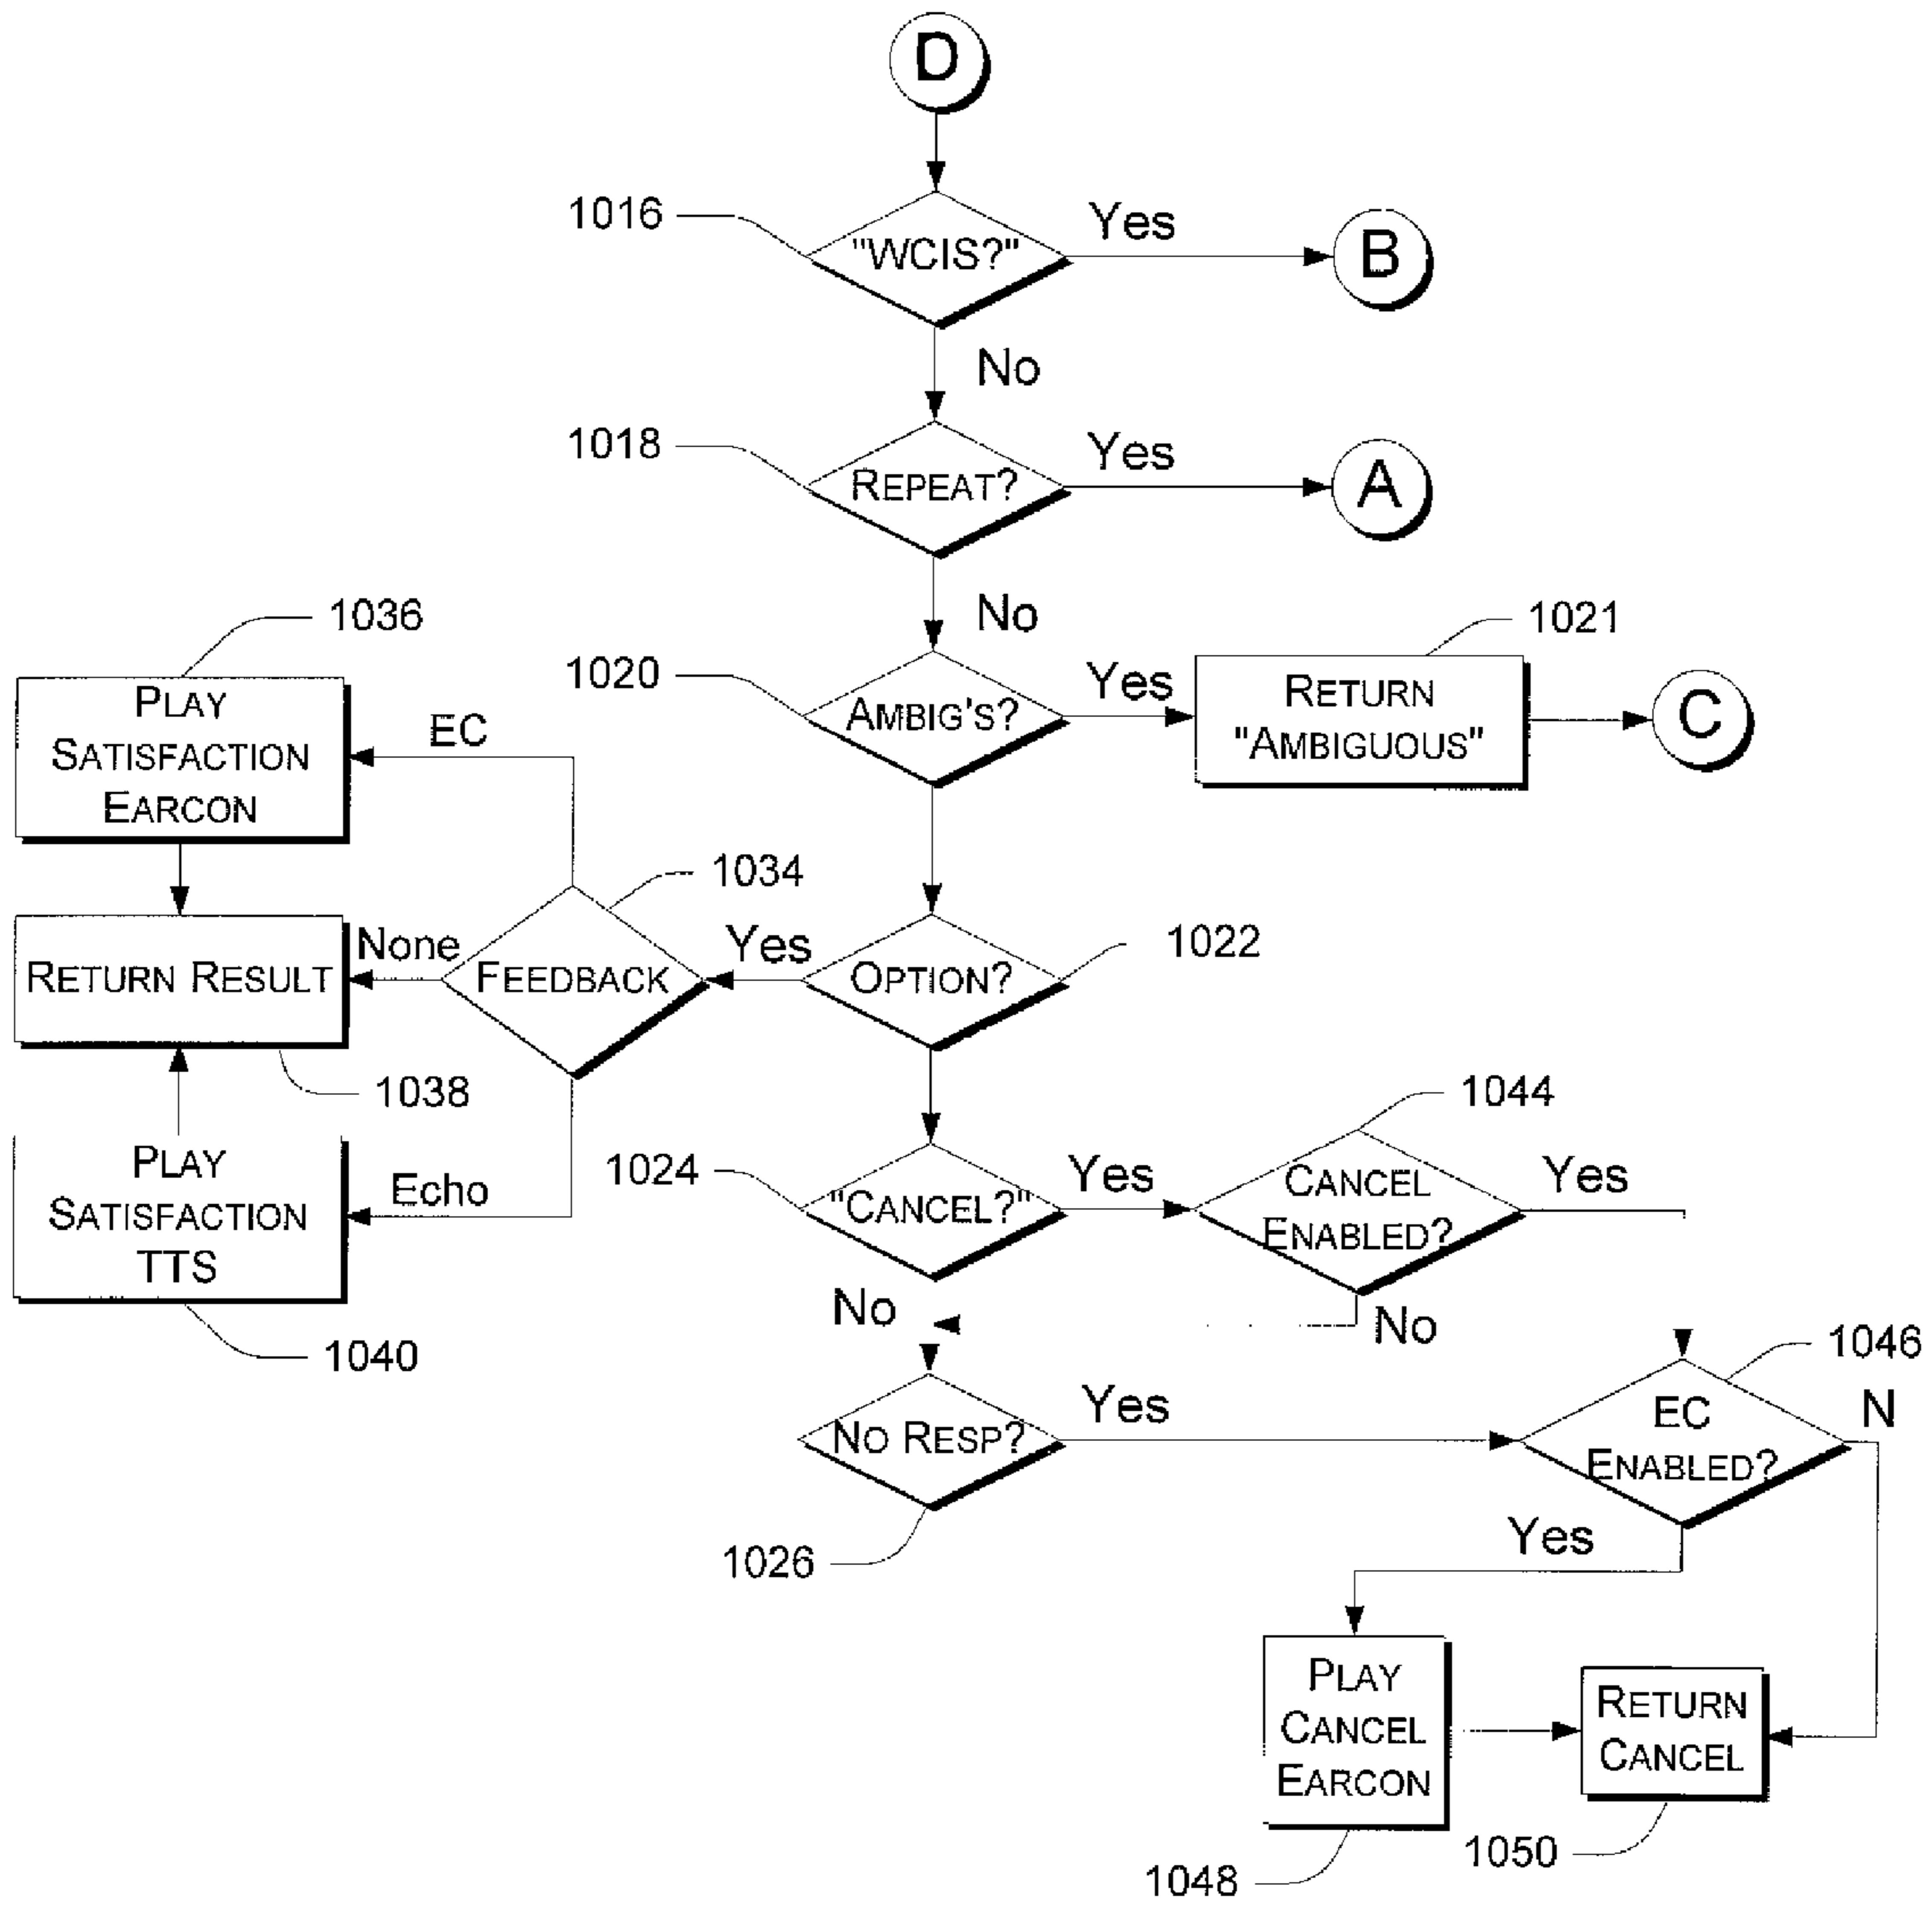 D
1016
"WCIS?"
Yes
B
No
1018
REPEAT?
Yes
A
No
1036
1021
PLAY
SATISFACTION
EARCON
EC
1020
AMBIG'S?
Yes
RETURN
"AMBIGUOUS"
C
1034
RETURN RESULT
None
FEEDBACK
Yes
OPTION?
1022
1038
1044
PLAY
SATISFACTION
TTS
Echo
1024
"CANCEL?"
Yes
CANCEL
ENABLED?
Yes
No
No
1040
1046
NO RESP?
Yes
EC
ENABLED?
N
1026
Yes
PLAY
CANCEL
EARCON
RETURN
CANCEL
1048
1050